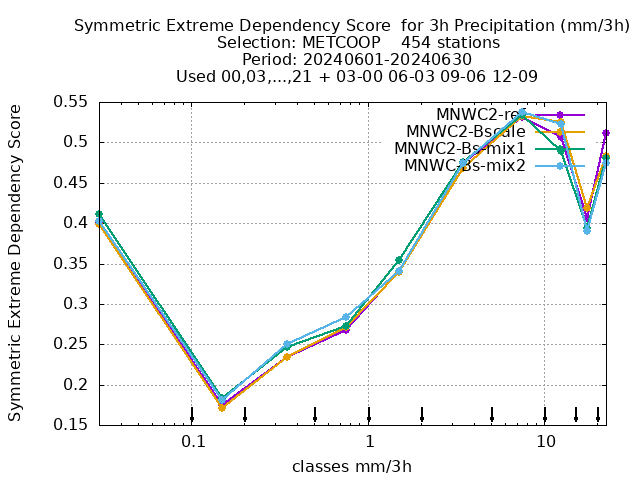 Symmetric Extreme Dependency Score  for 3h Precipitation (mm/3h)
Selection: METCOOP    454 stations
Period: 20240601-20240630
Used 00,03,...,21 + 03-00 06-03 09-06 12-09
Symmetric Extreme Dependency Score
0.55
0.5
0.45
0.4
0.35
0.3
0.25
0.2
0.15
MNWC2-ref
MNWC2-Bscale
MNWC2-Bs-mix1
MNWC-Bs-mix2
0.1
1
10
classes mm/3h